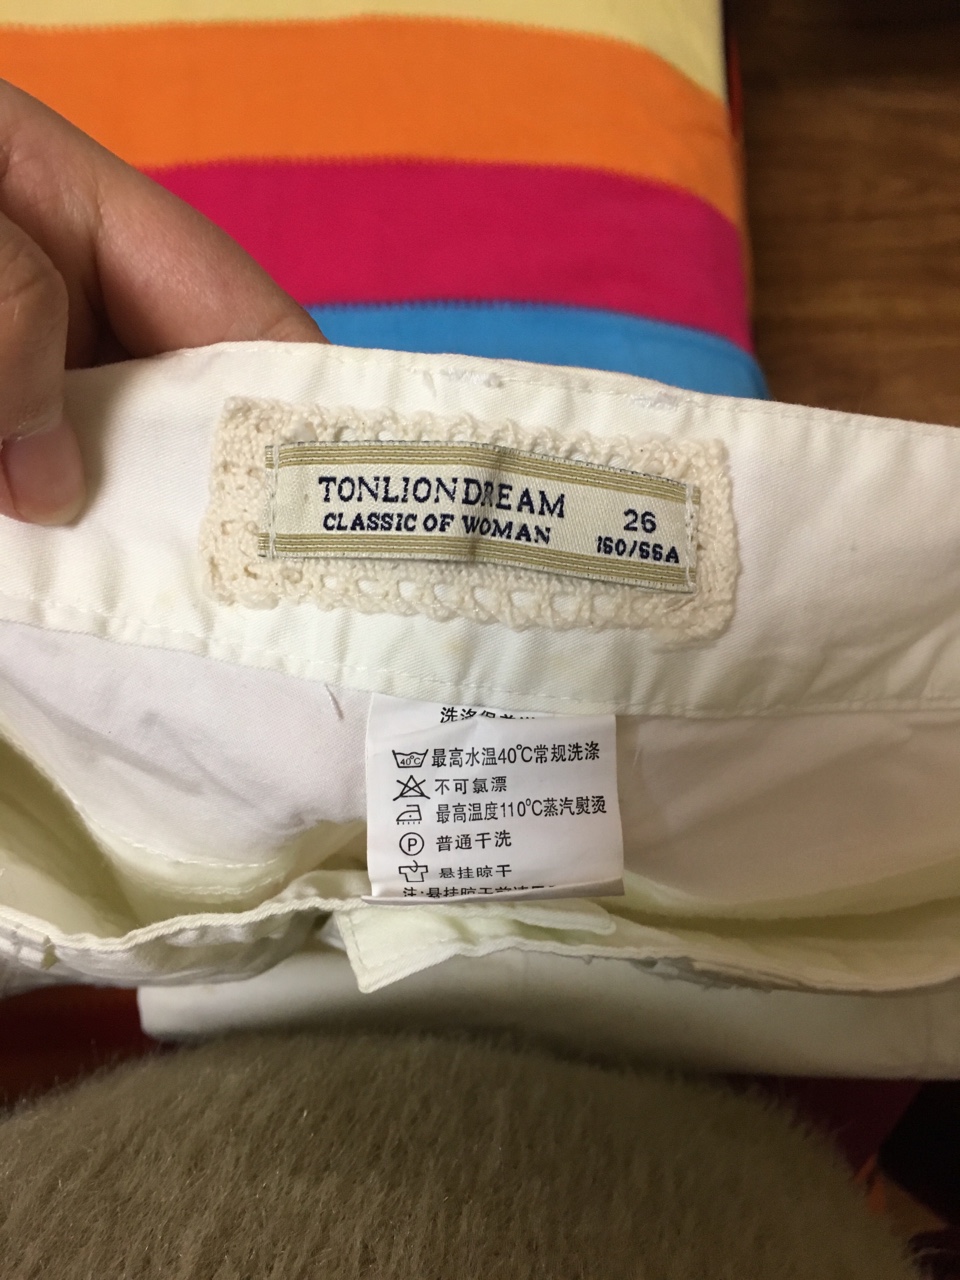 TONLIONDREAM
CLASSIC OF WOMAN
26
160/66A
40℃ 最高水温40℃常规洗涤
不可氯漂
最高温度110℃蒸汽熨烫
P 普通干洗
悬挂晾干